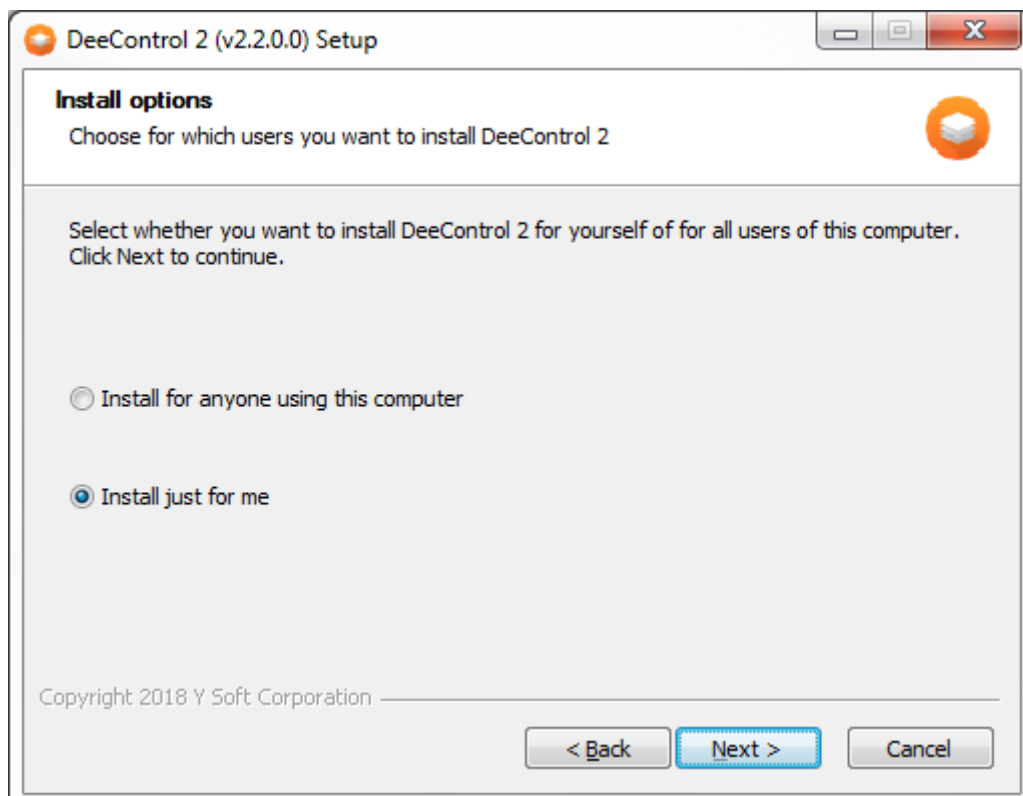 DeeControl 2 (v2.2.0.0) Setup
Install options
Choose for which users you want to install DeeControl 2
Select whether you want to install DeeControl 2 for yourself of for all users of this computer.
Click Next to continue.
Install for anyone using this computer
Install just for me
Copyright 2018 Y Soft Corporation
< Back Next > Cancel